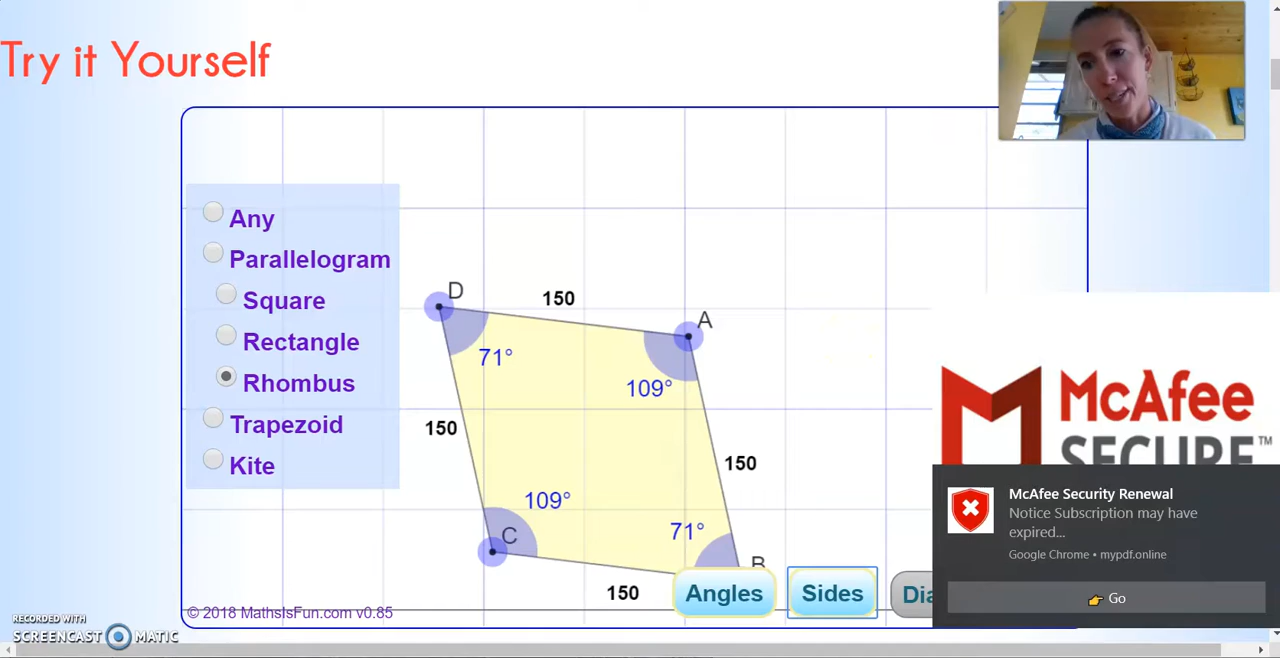 Try it Yourself
Any
Parallelogram
Square
Rectangle
Rhombus
Trapezoid
Kite
D
150
A
71°
109°
150
150
109°
C
71°
B
150
Angles
Sides
Dia
© 2018 MathsIsFun.com v0.85
RECORDED WITH
SCREENCAST MATIC
McAfee
SECURE™
McAfee Security Renewal
Notice Subscription may have
expired...
Google Chrome • mypdf.online
Go